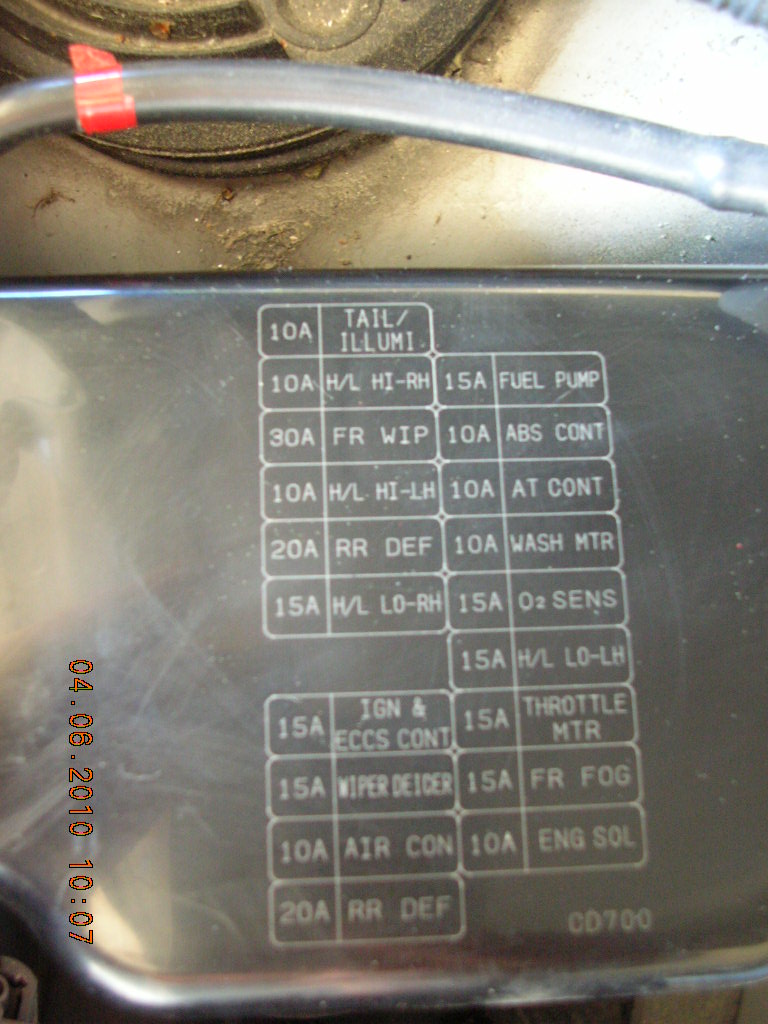 10A TAIL/
ILLUMI
10A H/L HI-RH 15A FUEL PUMP
30A FR WIP 10A ABS CONT
10A H/L HI-LH 10A AT CONT
20A RR DEF 10A WASH MTR
15A H/L LO-RH 15A O2 SENS
15A H/L LO-LH
15A IGN &
ECCS CONT 15A THROTTLE
MTR
15A WIPER DEICER 15A FR FOG
10A AIR CON 10A ENG SOL
20A RR DEF
CD700
04.06.2010 10:07